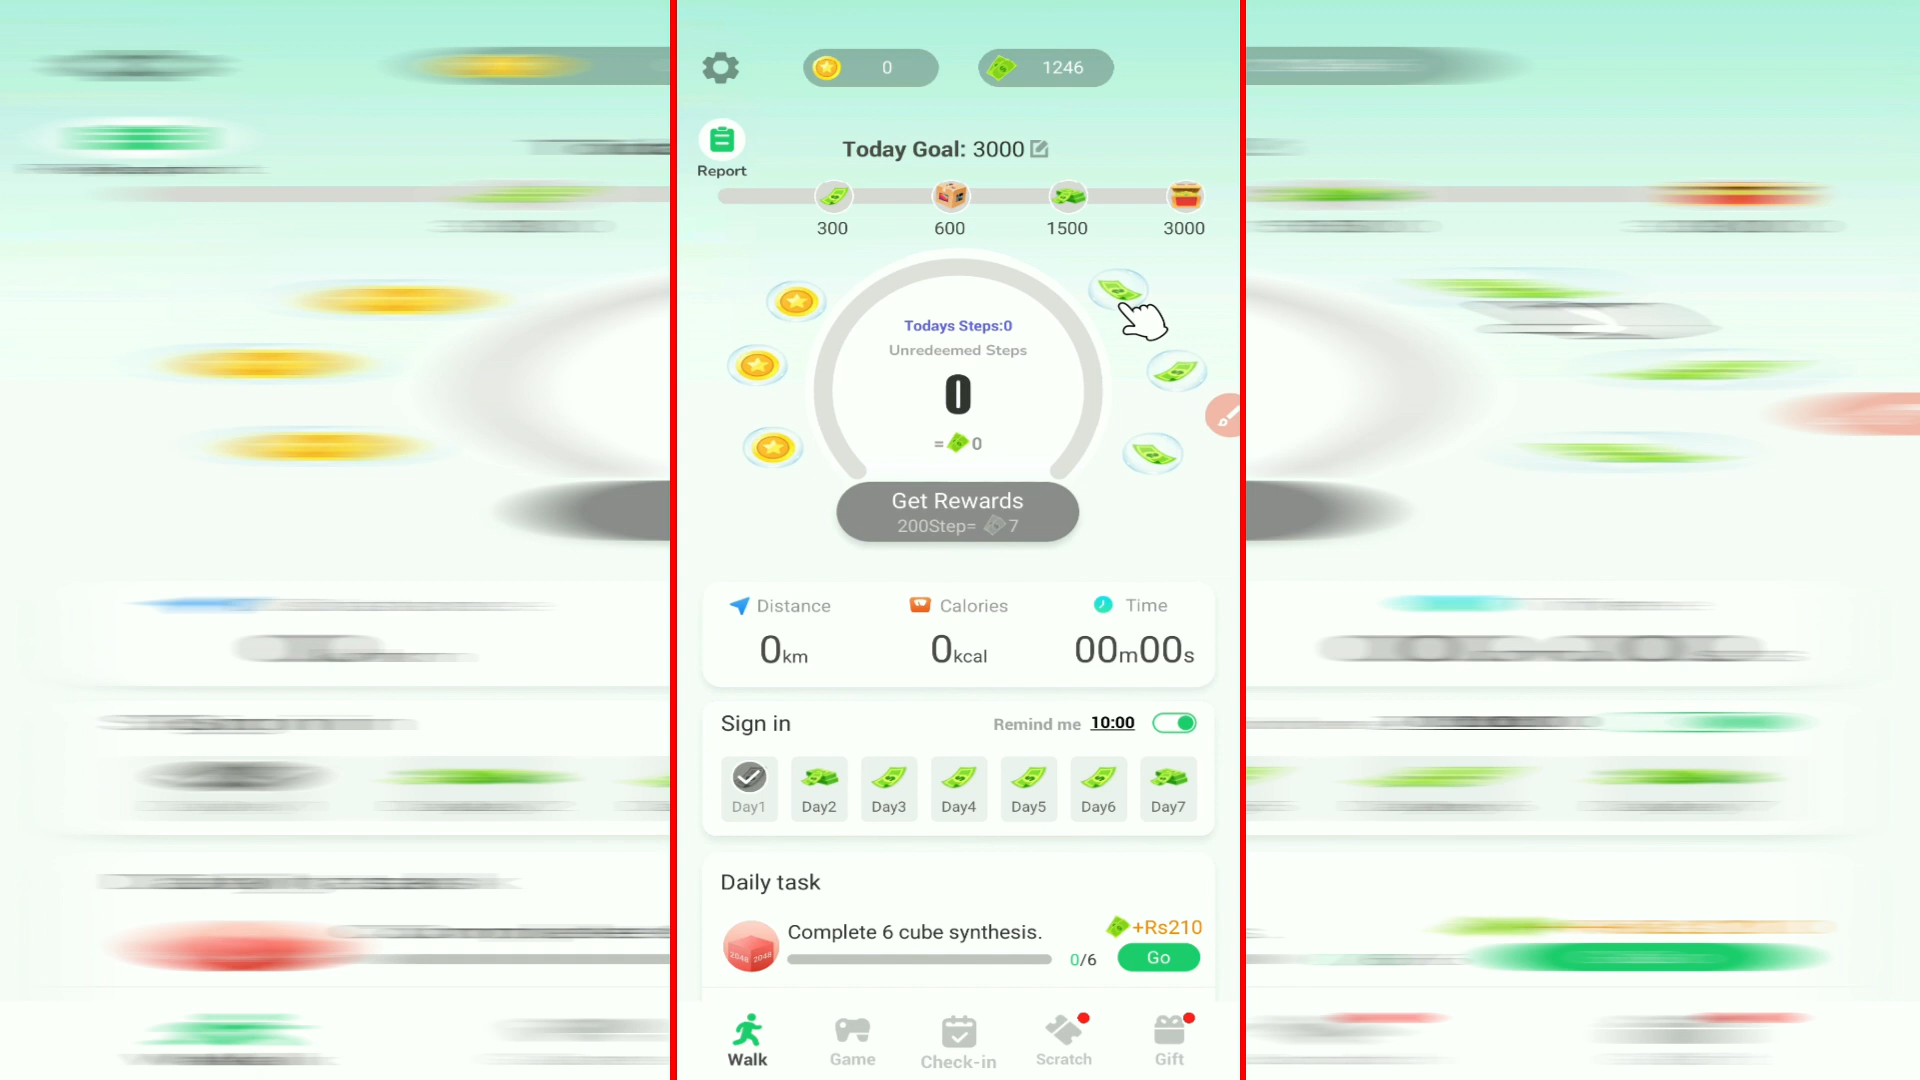 0
1246
Report
Today Goal: 3000
300
600
1500
3000
Todays Steps:0
Unredeemed Steps
0
= 0
Get Rewards
200Step= 7
Distance
Calories
Time
0km
0kcal
00m00s
Sign in
Remind me 10:00
Day1
Day2
Day3
Day4
Day5
Day6
Day7
Daily task
2048 2048
Complete 6 cube synthesis.
+Rs210
0/6
Go
Walk
Game
Check-in
Scratch
Gift